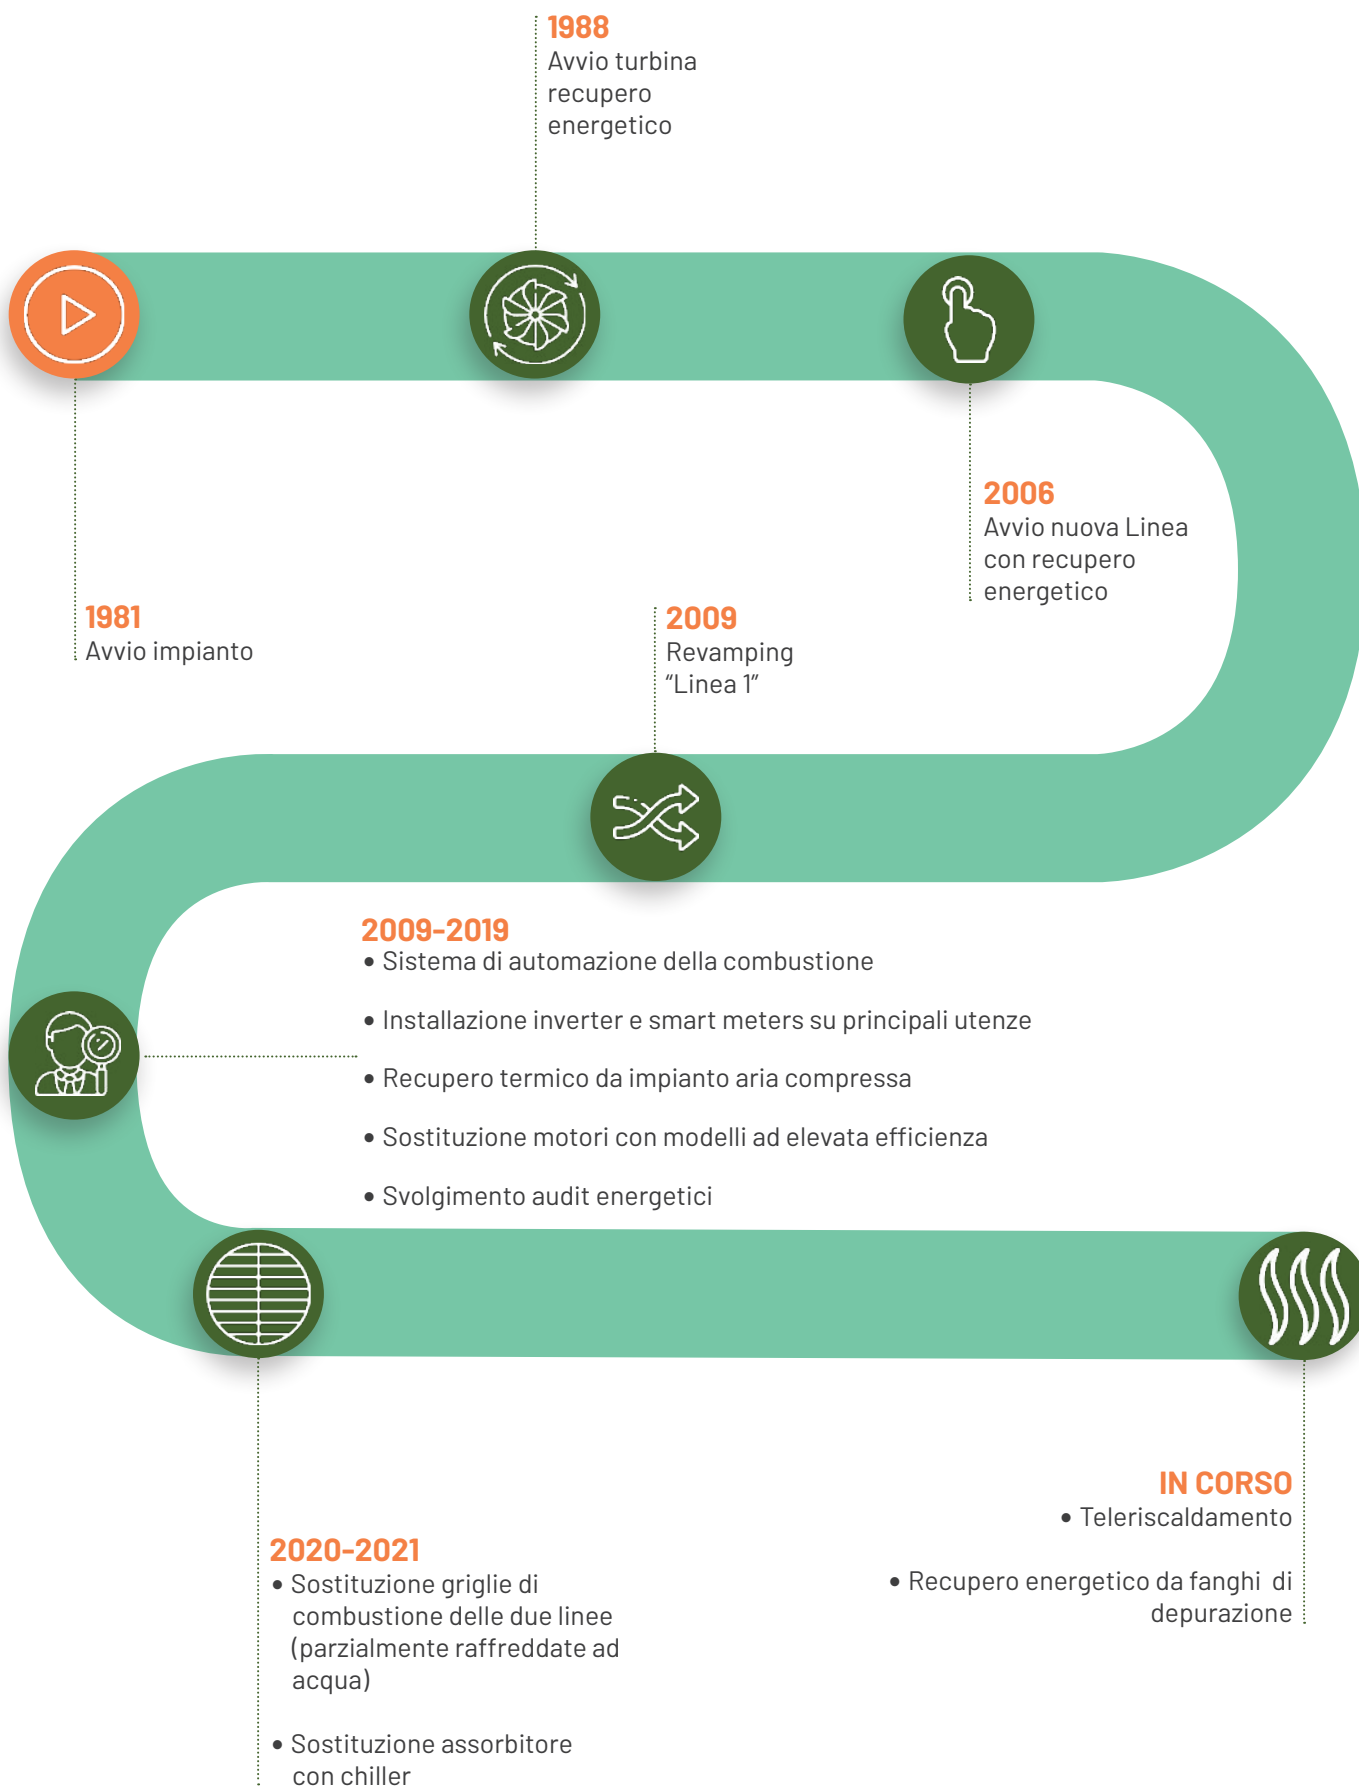 1988
Avvio turbina
recupero
energetico
1981
Avvio impianto
2006
Avvio nuova Linea
con recupero
energetico
2009
Revamping
“Linea 1”
2009-2019
• Sistema di automazione della combustione
• Installazione inverter e smart meters su principali utenze
• Recupero termico da impianto aria compressa
• Sostituzione motori con modelli ad elevata efficienza
• Svolgimento audit energetici
2020-2021
• Sostituzione griglie di
combustione delle due linee
(parzialmente raffreddate ad
acqua)
• Sostituzione assorbitore
con chiller
IN CORSO
• Teleriscaldamento
• Recupero energetico da fanghi di
depurazione